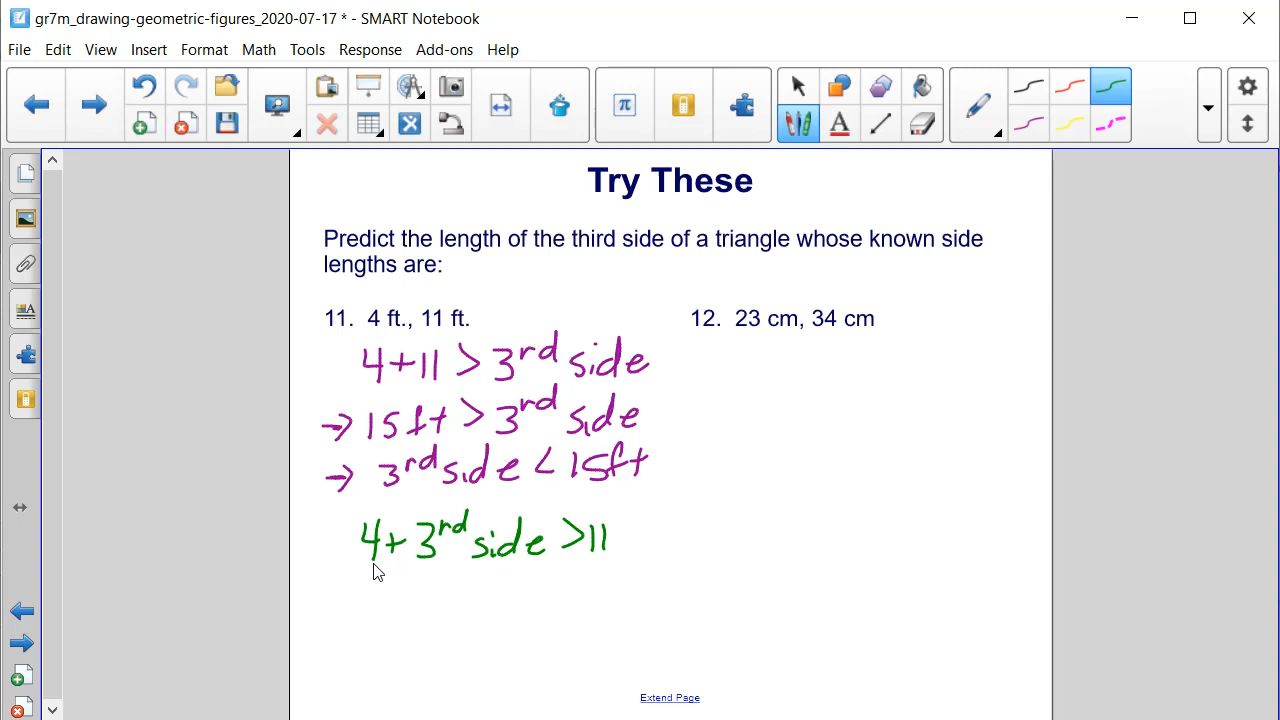 gr7m_drawing-geometric-figures_2020-07-17 * - SMART Notebook
File Edit View Insert Format Math Tools Response Add-ons Help
Try These
Predict the length of the third side of a triangle whose known side
lengths are:
11. 4 ft., 11 ft.
4+11 > 3rd side
→ 15ft > 3rd side
→ 3rd side < 15ft
4+ 3rd side >11
12. 23 cm, 34 cm
Extend Page